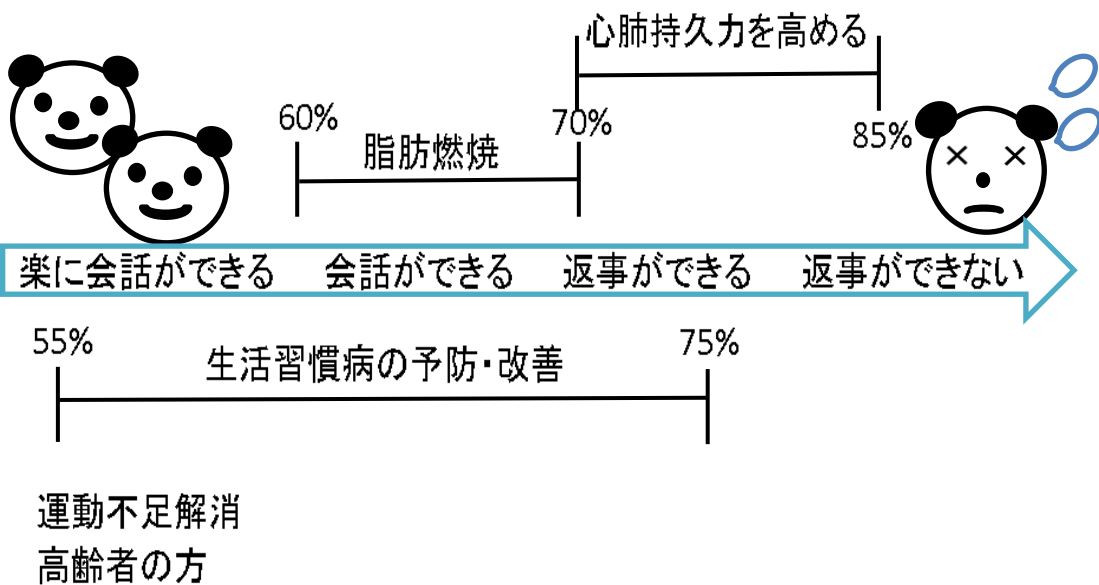 心肺持久力を高める
60%
脂肪燃焼
70%
85%
楽に会話ができる 会話ができる 返事ができる 返事ができない
55%
生活習慣病の予防・改善
75%
運動不足解消
高齢者の方